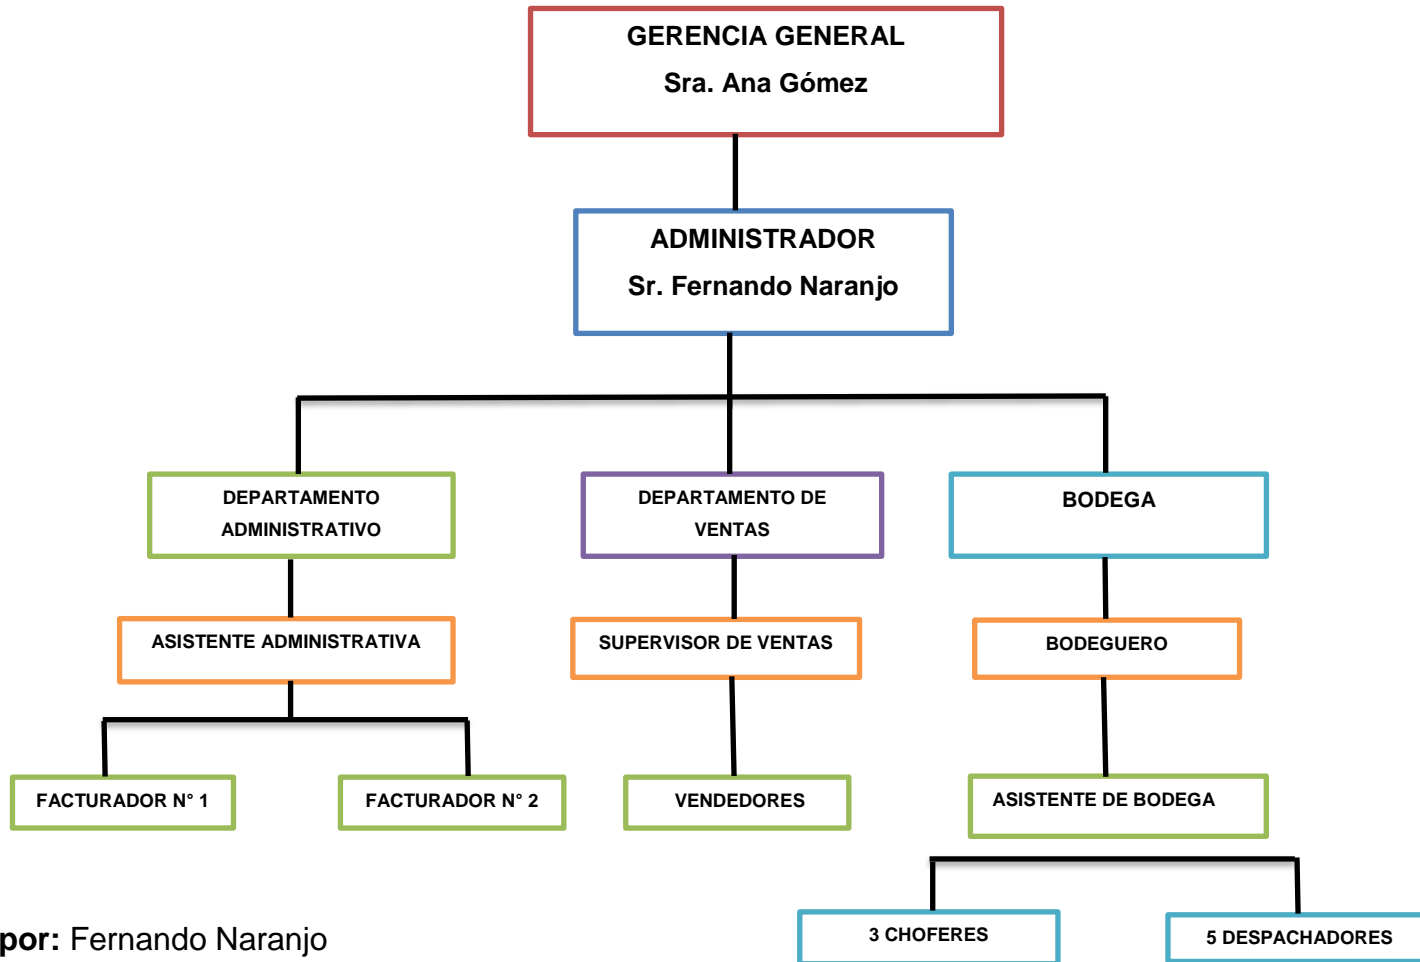 GERENCIA GENERAL
Sra. Ana Gómez
ADMINISTRADOR
Sr. Fernando Naranjo
DEPARTAMENTO
ADMINISTRATIVO
DEPARTAMENTO DE
VENTAS
BODEGA
ASISTENTE ADMINISTRATIVA
SUPERVISOR DE VENTAS
BODEGUERO
FACTURADOR N° 1
FACTURADOR N° 2
VENDEDORES
ASISTENTE DE BODEGA
3 CHOFERES
5 DESPACHADORES
por: Fernando Naranjo